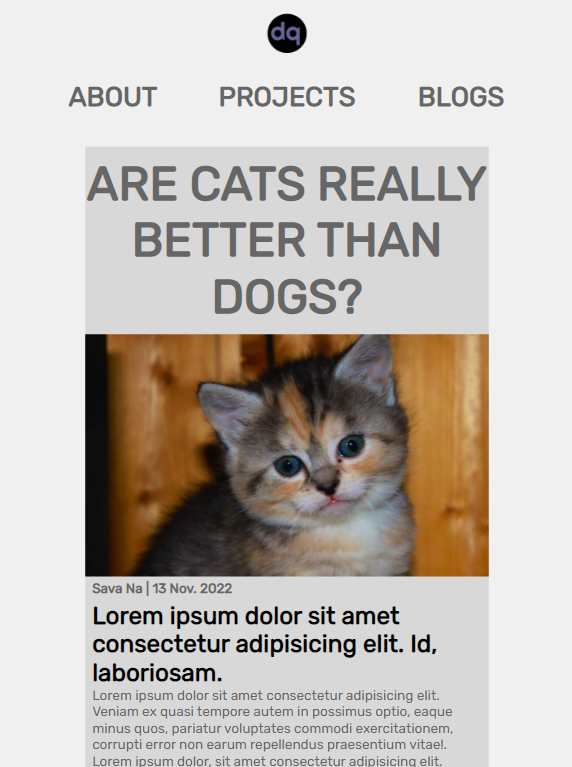 dq
ABOUT PROJECTS BLOGS
ARE CATS REALLY
BETTER THAN
DOGS?
Sava Na | 13 Nov. 2022
Lorem ipsum dolor sit amet
consectetur adipisicing elit. Id,
laboriosam.
Lorem ipsum dolor sit amet consectetur adipisicing elit.
Veniam ex quasi tempore autem in possimus optio, eaque
minus quos, pariatur voluptates commodi exercitationem,
corrupti error non earum repellendus praesentium vitael.
Lorem ipsum dolor, sit amet consectetur adipisicing elit.